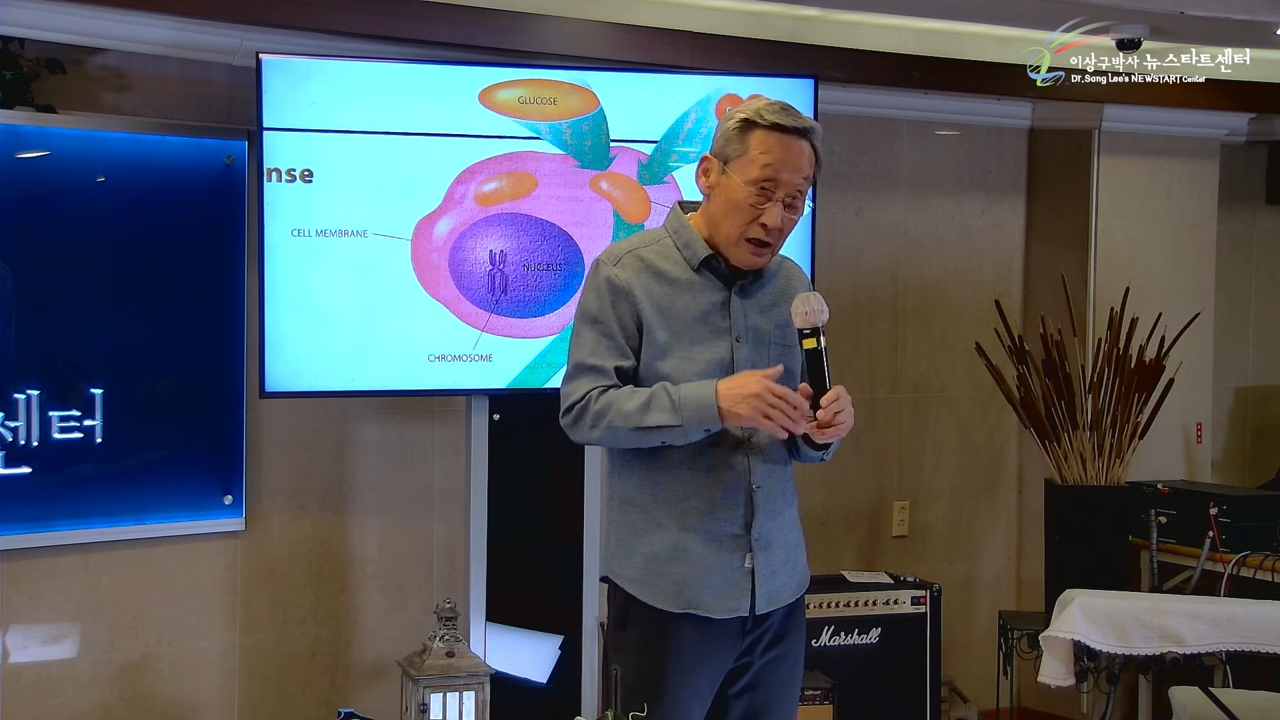 이상구박사 뉴스타트센터
Dr.Sang Lee's NEWSTART Center
GLUCOSE
nse
CELL MEMBRANE
NUCLEUS
CHROMOSOME
센터
Marshall